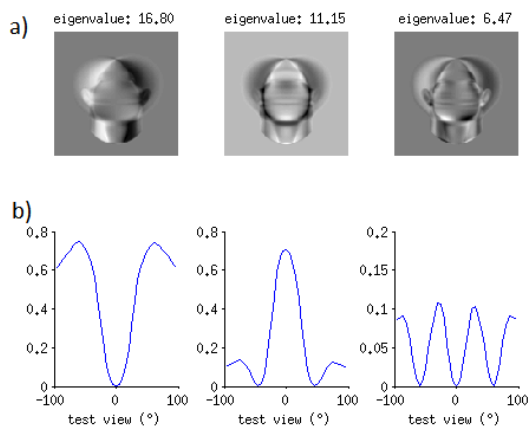 a)
eigenvalue: 16.80 eigenvalue: 11.15 eigenvalue: 6.47
b)
0.8 0.8 0.2
0.6 0.6 0.15
0.4 0.4 0.1
0.2 0.2 0.05
0 0 0
-100 0 100 -100 0 100 -100 0 100
test view (°) test view (°) test view (°)